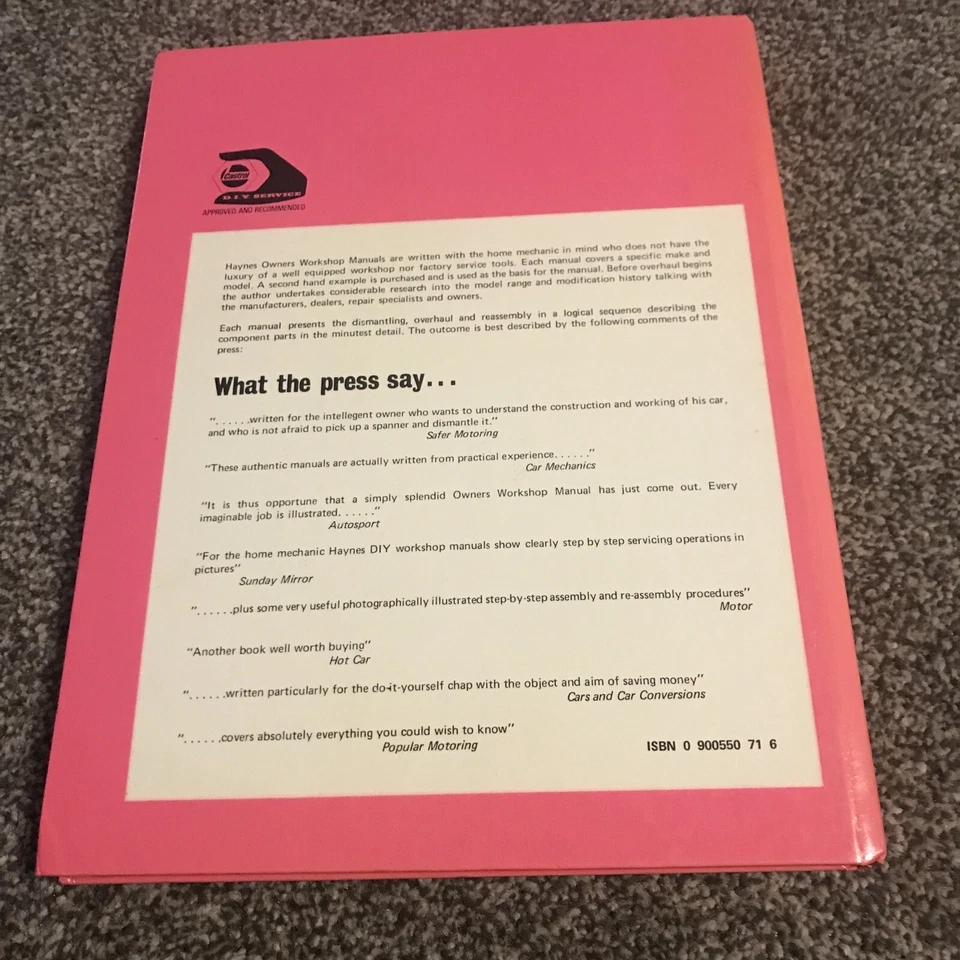 Castrol
D.I.Y. SERVICE
APPROVED AND RECOMMENDED
Haynes Owners Workshop Manuals are written with the home mechanic in mind who does not have the
luxury of a well equipped workshop nor factory service tools. Each manual covers a specific make and
model. A second hand example is purchased and is used as the basis for the manual. Before overhaul begins
the author undertakes considerable research into the model range and modification history talking with
the manufacturers, dealers, repair specialists and owners.
Each manual presents the dismantling, overhaul and reassembly in a logical sequence describing the
component parts in the minutest detail. The outcome is best described by the following comments of the
press:
What the press say...
"......written for the intellegent owner who wants to understand the construction and working of his car,
and who is not afraid to pick up a spanner and dismantle it."
Safer Motoring
"These authentic manuals are actually written from practical experience......"
Car Mechanics
"It is thus opportune that a simply splendid Owners Workshop Manual has just come out. Every
imaginable job is illustrated......"
Autosport
"For the home mechanic Haynes DIY workshop manuals show clearly step by step servicing operations in
pictures"
Sunday Mirror
"......plus some very useful photographically illustrated step-by-step assembly and re-assembly procedures"
Motor
"Another book well worth buying"
Hot Car
"......written particularly for the do-it-yourself chap with the object and aim of saving money"
Cars and Car Conversions
"......covers absolutely everything you could wish to know"
Popular Motoring
ISBN 0 900550 71 6